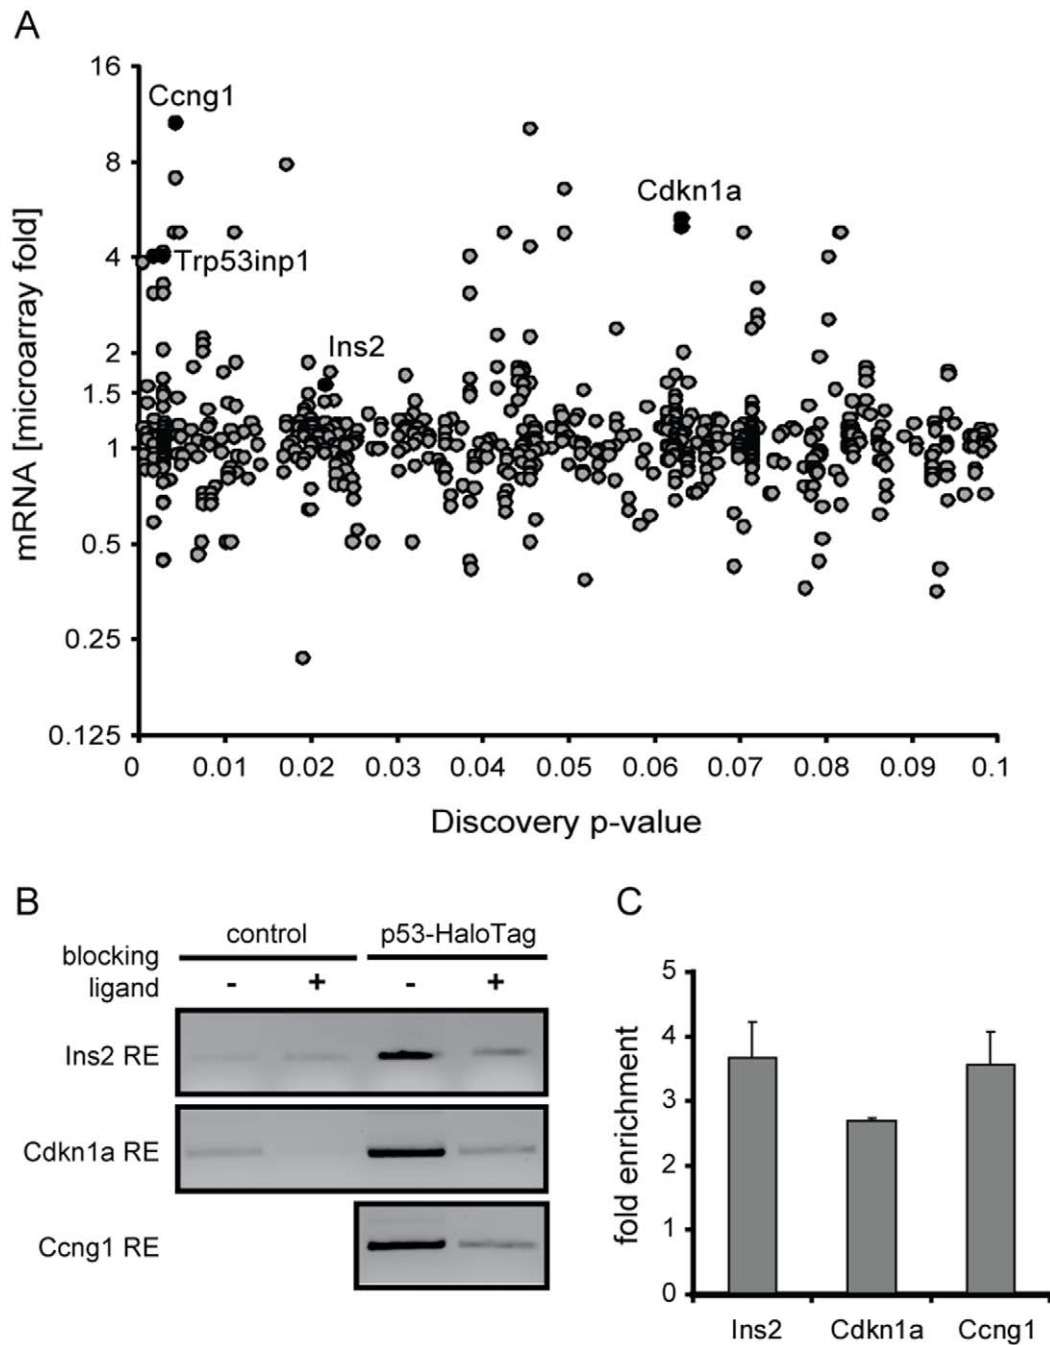 A
16
8
4
2
1.5
1
0.5
0.25
0.125
mRNA [microarray fold]
Ccng1
Cdkn1a
Trp53inp1
Ins2
0 0.01 0.02 0.03 0.04 0.05 0.06 0.07 0.08 0.09 0.1
Discovery p-value
B
control p53-HaloTag
blocking
ligand - + - +
Ins2 RE
Cdkn1a RE
Ccng1 RE
C
5
4
3
2
1
0
fold enrichment
Ins2 Cdkn1a Ccng1